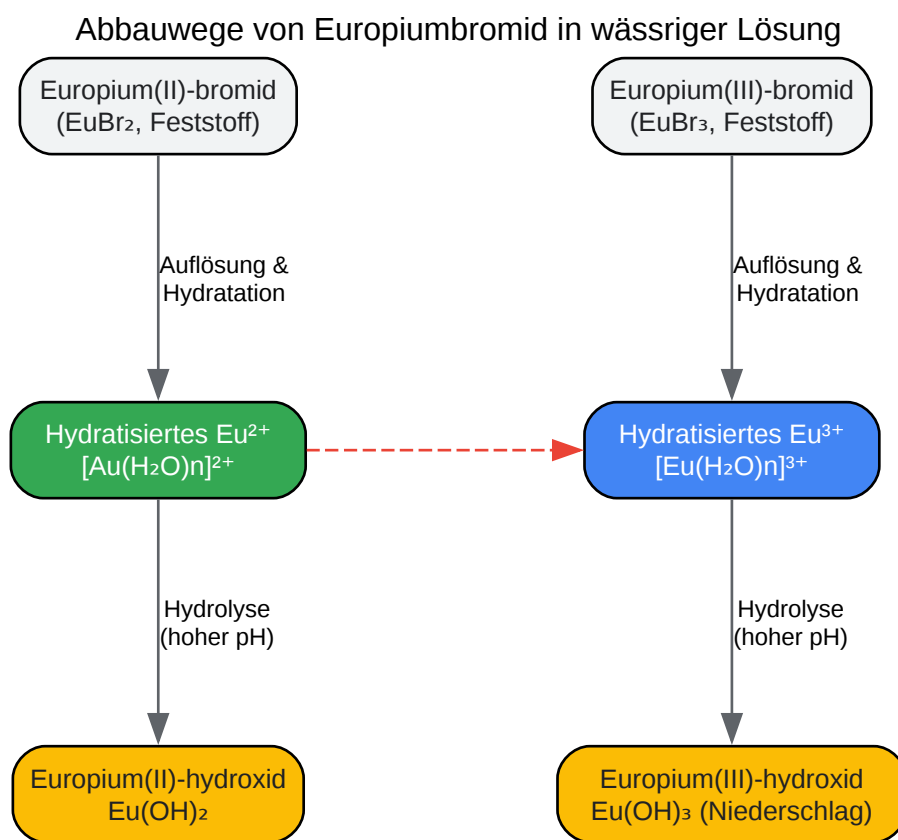 Abbauwege von Europiumbromid in wässriger Lösung
Europium(II)-bromid
(EuBr₂, Feststoff)
Europium(III)-bromid
(EuBr₃, Feststoff)
Auflösung &
Hydratation
Auflösung &
Hydratation
Hydratisiertes Eu²⁺
[Au(H₂O)n]²⁺
Hydratisiertes Eu³⁺
[Eu(H₂O)n]³⁺
Hydrolyse
(hoher pH)
Hydrolyse
(hoher pH)
Europium(II)-hydroxid
Eu(OH)₂
Europium(III)-hydroxid
Eu(OH)₃ (Niederschlag)